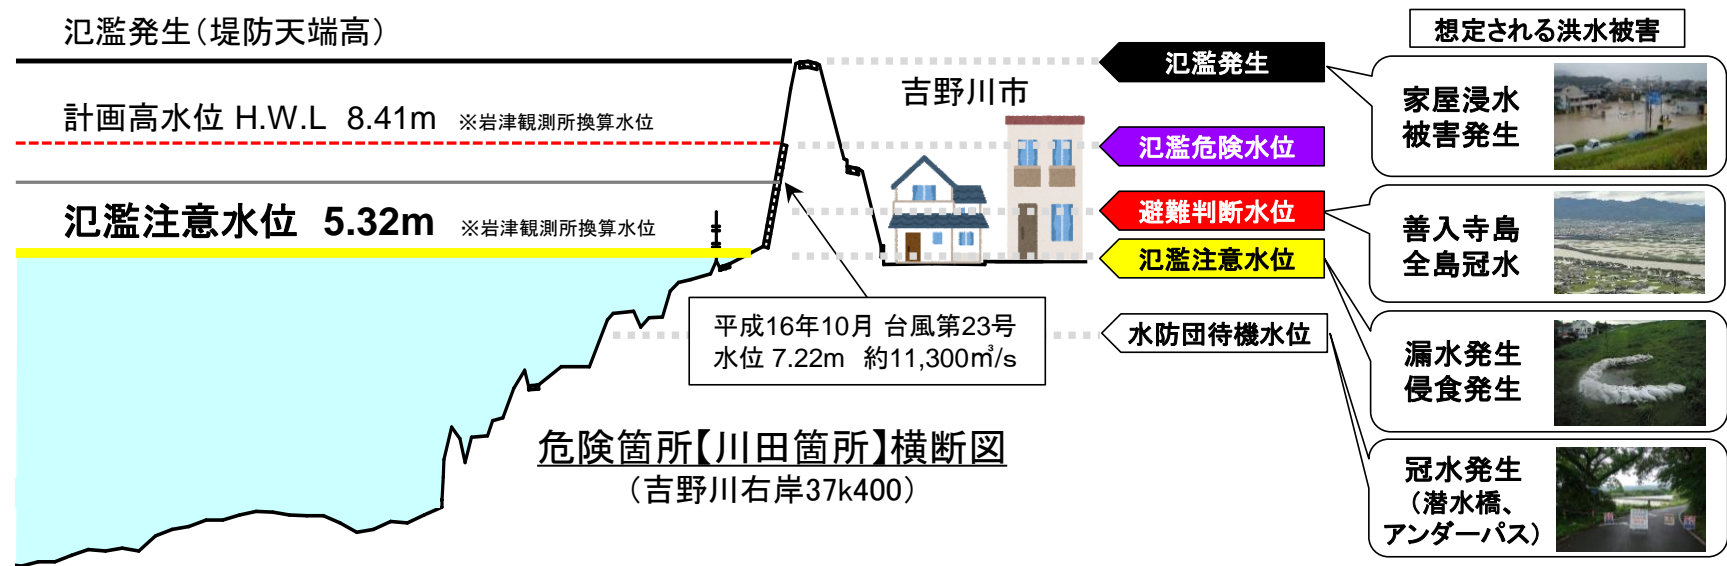 氾濫発生（堤防天端高）
計画高水位 H.W.L 8.41m ※岩津観測所換算水位
氾濫注意水位 5.32m ※岩津観測所換算水位
吉野川市
平成16年10月 台風第23号
水位 7.22m 約11,300㎥/s
危険箇所【川田箇所】横断図
（吉野川右岸37k400）
氾濫発生
氾濫危険水位
避難判断水位
氾濫注意水位
水防団待機水位
想定される洪水被害
家屋浸水
被害発生
善入寺島
全島冠水
漏水発生
侵食発生
冠水発生
（潜水橋、
アンダーパス）